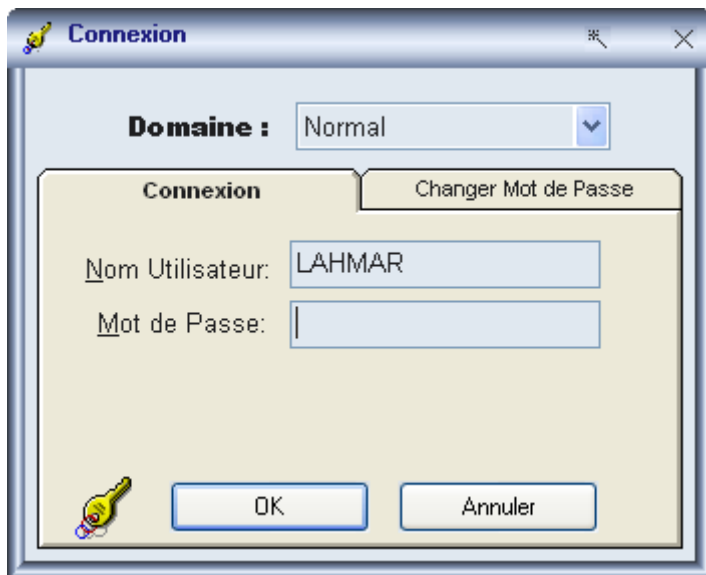 Connexion
Domaine : Normal
Connexion Changer Mot de Passe
Nom Utilisateur: LAHMAR
Mot de Passe:
OK Annuler